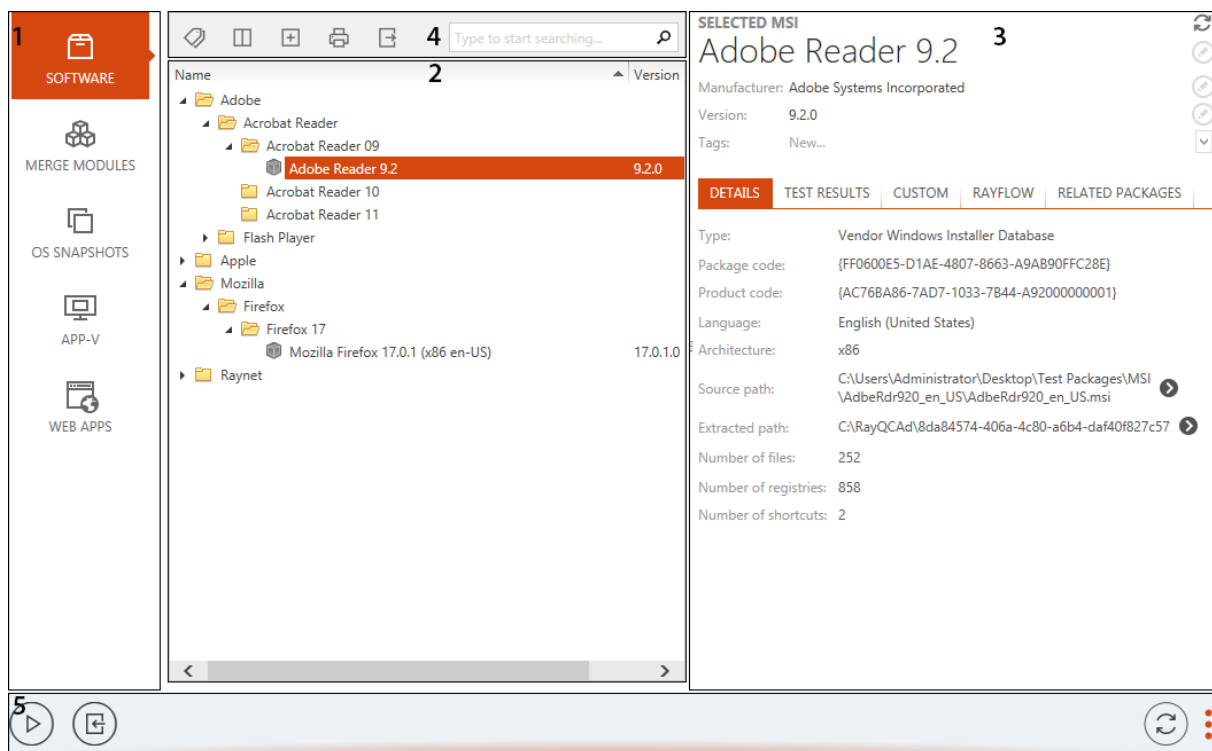 1
SOFTWARE
MERGE MODULES
OS SNAPSHOTS
APP-V
WEB APPS
4
Type to start searching...
2
Name Version
Adobe
Acrobat Reader
Acrobat Reader 09
Adobe Reader 9.2 9.2.0
Acrobat Reader 10
Acrobat Reader 11
Flash Player
Apple
Mozilla
Firefox
Firefox 17
Mozilla Firefox 17.0.1 (x86 en-US) 17.0.1.0
Raynet
SELECTED MSI
3
Adobe Reader 9.2
Manufacturer: Adobe Systems Incorporated
Version: 9.2.0
Tags: New...
DETAILS TEST RESULTS CUSTOM RAYFLOW RELATED PACKAGES
Type: Vendor Windows Installer Database
Package code: {FF0600E5-D1AE-4807-8663-A9AB90FFC28E}
Product code: {AC76BA86-7AD7-1033-7B44-A92000000001}
Language: English (United States)
Architecture: x86
Source path: C:\Users\Administrator\Desktop\Test Packages\MSI
\AdbeRdr920_en_US\AdbeRdr920_en_US.msi
Extracted path: C:\RayQCAd\8da84574-406a-4c80-a6b4-daf40f827c57
Number of files: 252
Number of registries: 858
Number of shortcuts: 2
5